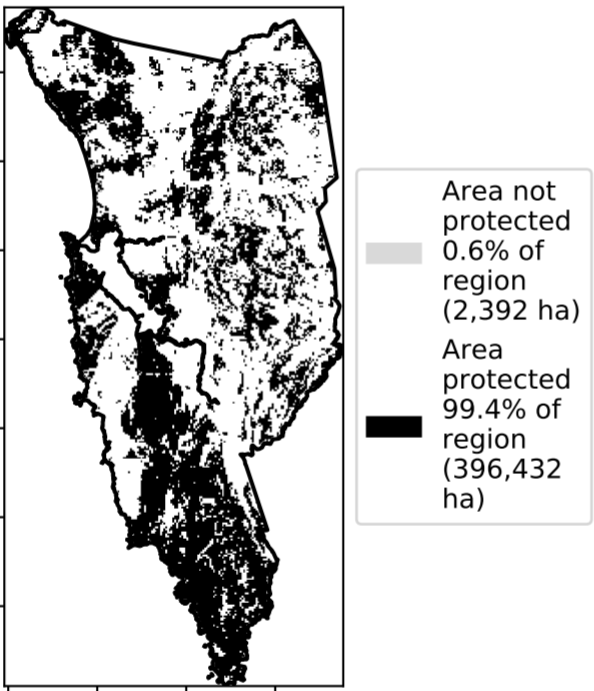 Area not
protected
0.6% of
region
(2,392 ha)
Area
protected
99.4% of
region
(396,432
ha)